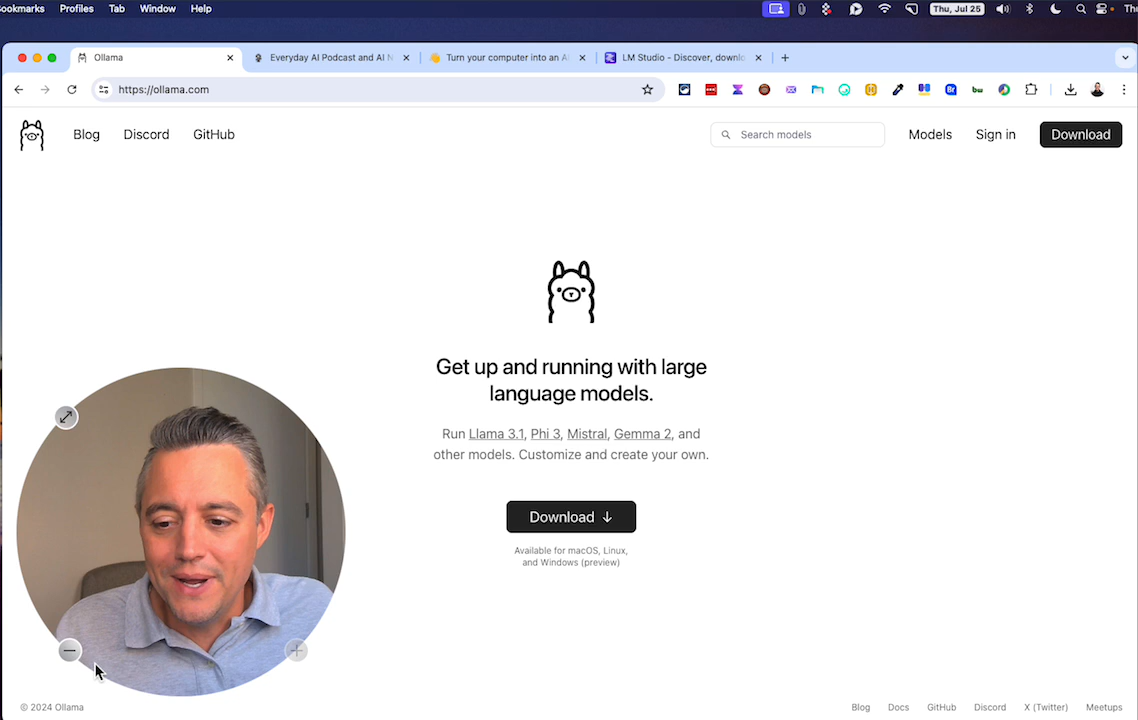 ookmarks Profiles Tab Window Help Thu, Jul 25 Thu
Ollama Everyday AI Podcast and AI N Turn your computer into an AI LM Studio - Discover, downlo
https://ollama.com
Blog Discord GitHub Search models Models Sign in Download
Get up and running with large
language models.
Run Llama 3.1, Phi 3, Mistral, Gemma 2, and
other models. Customize and create your own.
Download ↓
Available for macOS, Linux,
and Windows (preview)
© 2024 Ollama Blog Docs GitHub Discord X (Twitter) Meetups